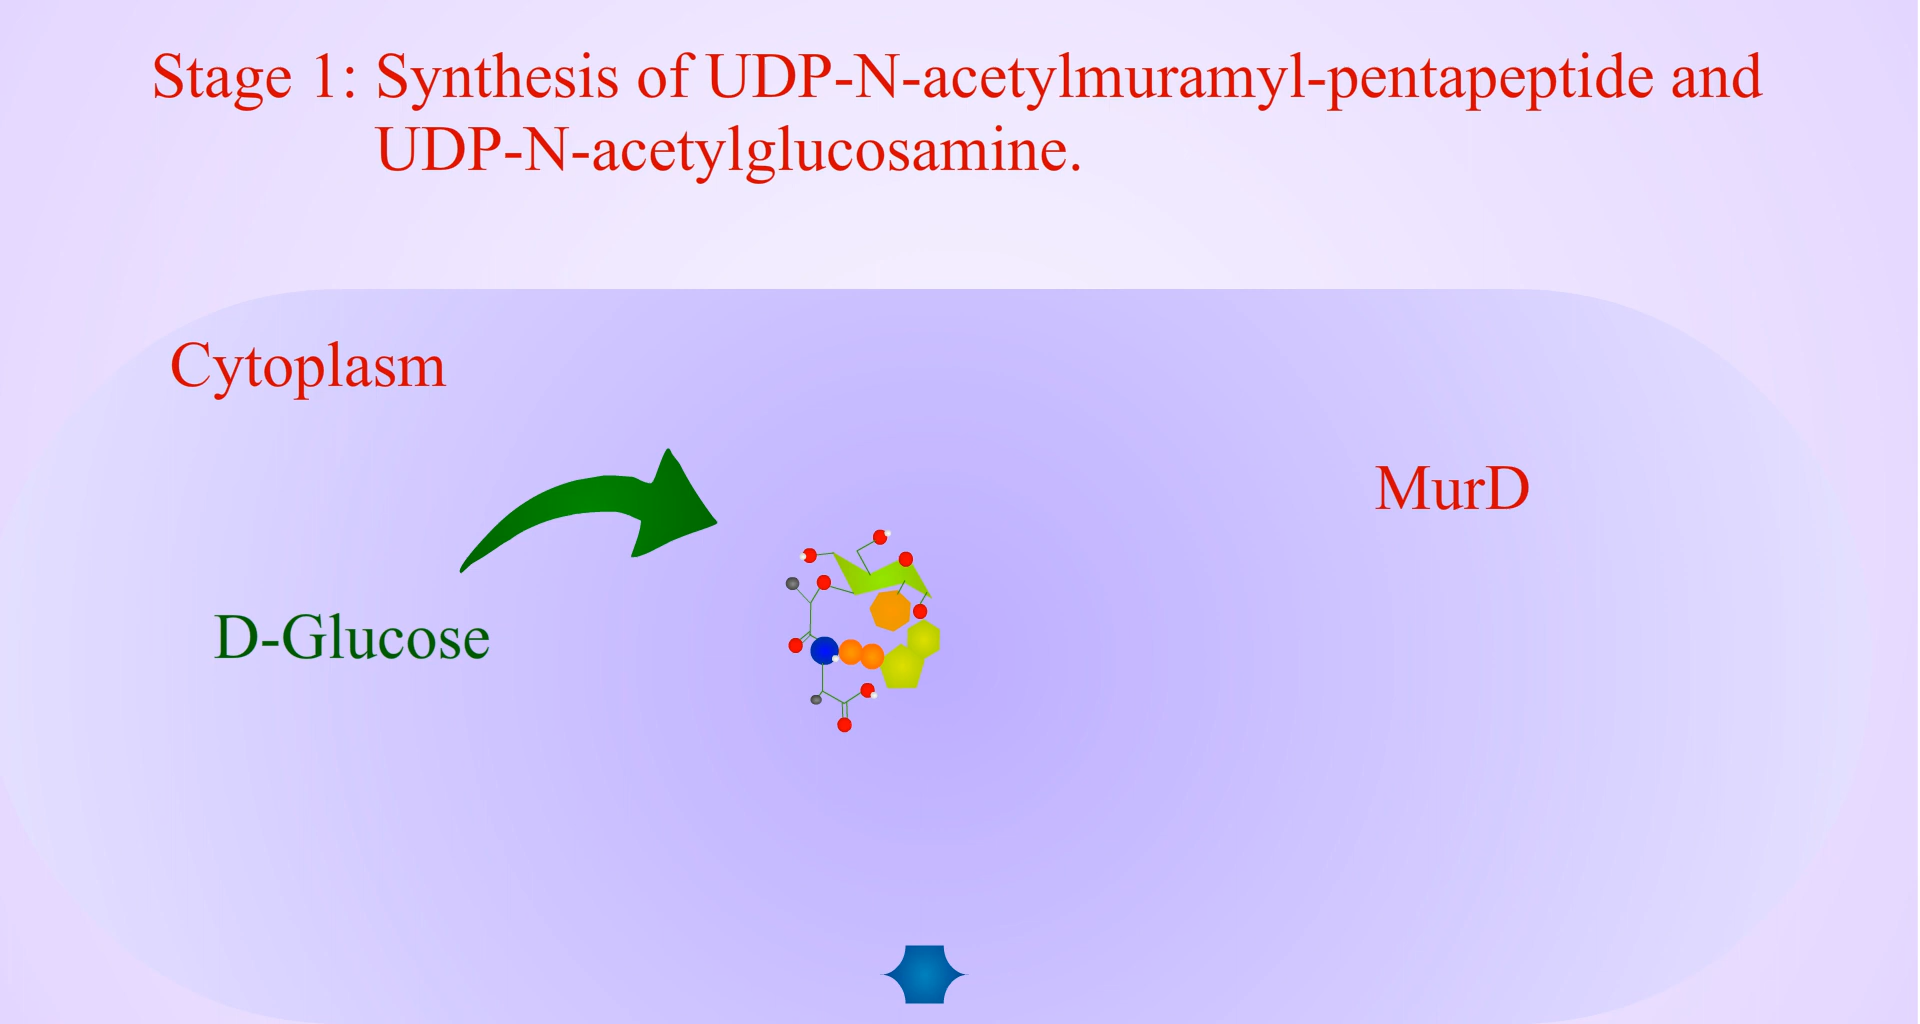 Stage 1: Synthesis of UDP-N-acetylmuramyl-pentapeptide and
UDP-N-acetylglucosamine.
Cytoplasm
MurD
D-Glucose